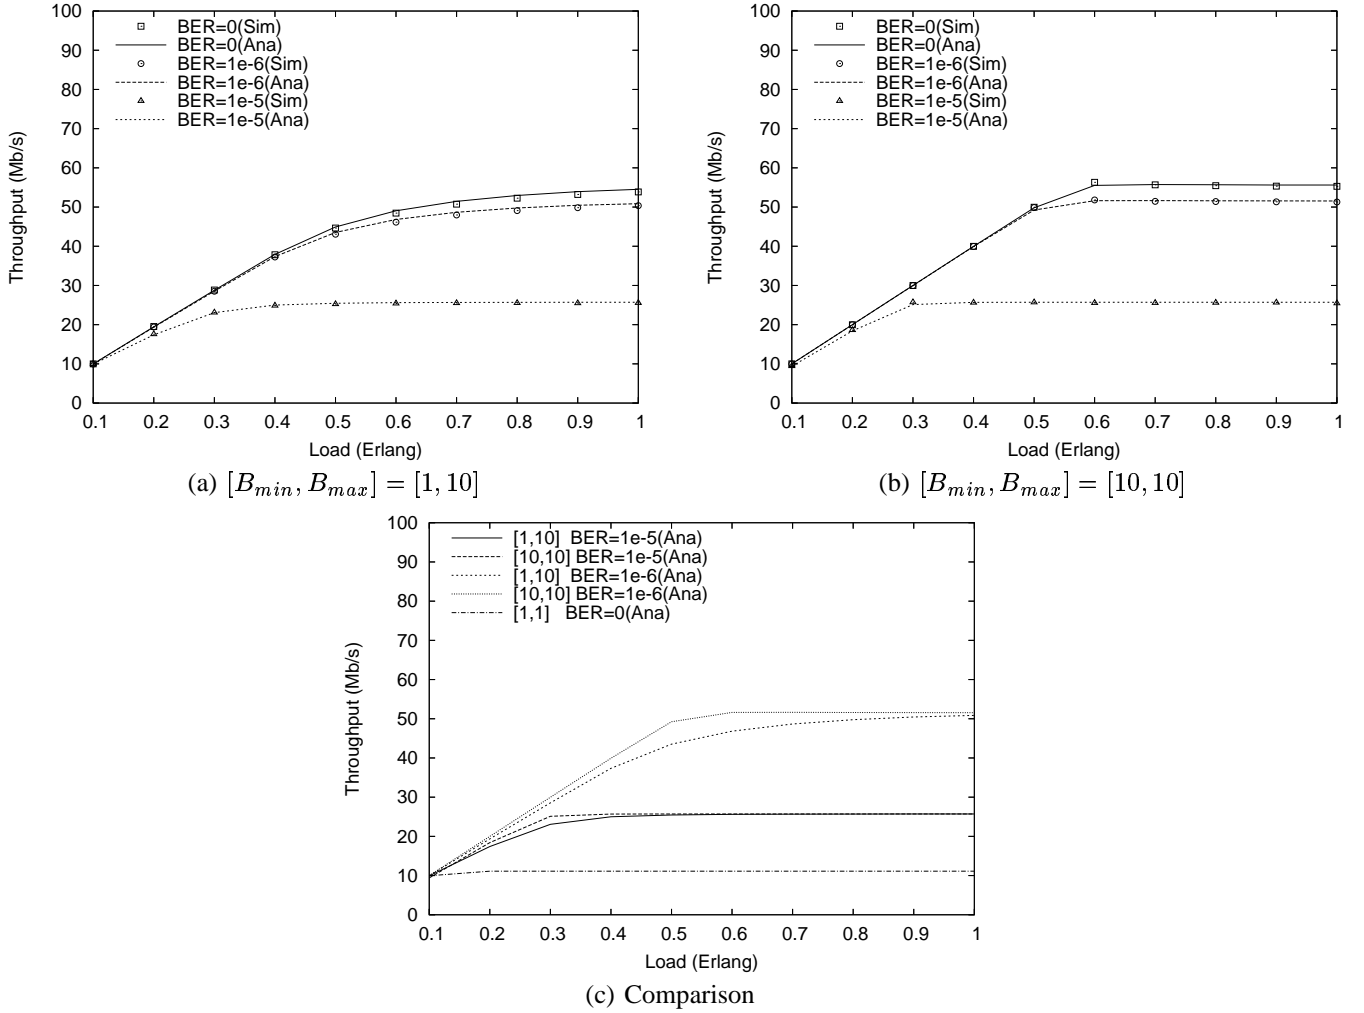 100
90
80
70
60
50
40
30
20
10
0
Throughput (Mb/s)
BER=0(Sim)
BER=0(Ana)
BER=1e-6(Sim)
BER=1e-6(Ana)
BER=1e-5(Sim)
BER=1e-5(Ana)
0.1 0.2 0.3 0.4 0.5 0.6 0.7 0.8 0.9 1
Load (Erlang)
(a) [B_min, B_max] = [1, 10]
100
90
80
70
60
50
40
30
20
10
0
Throughput (Mb/s)
BER=0(Sim)
BER=0(Ana)
BER=1e-6(Sim)
BER=1e-6(Ana)
BER=1e-5(Sim)
BER=1e-5(Ana)
0.1 0.2 0.3 0.4 0.5 0.6 0.7 0.8 0.9 1
Load (Erlang)
(b) [B_min, B_max] = [10, 10]
100
90
80
70
60
50
40
30
20
10
0
Throughput (Mb/s)
[1,10] BER=1e-5(Ana)
[10,10] BER=1e-5(Ana)
[1,10] BER=1e-6(Ana)
[10,10] BER=1e-6(Ana)
[1,1] BER=0(Ana)
0.1 0.2 0.3 0.4 0.5 0.6 0.7 0.8 0.9 1
Load (Erlang)
(c) Comparison